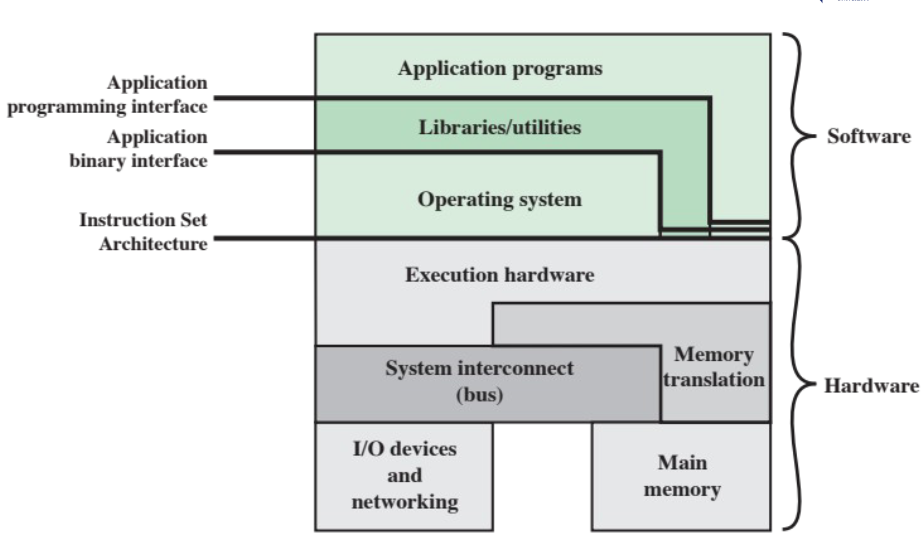 Application programs
Application
programming interface
Libraries/utilities
Application
binary interface
Operating system
Instruction Set
Architecture
Software
Execution hardware
Memory
translation
System interconnect
(bus)
Hardware
I/O devices
and
networking
Main
memory